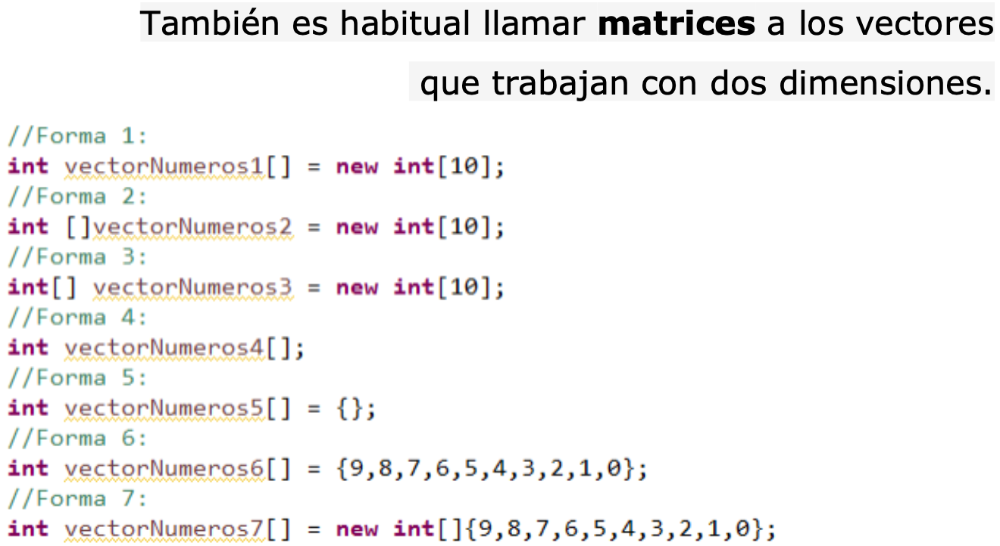 También es habitual llamar matrices a los vectores
que trabajan con dos dimensiones.
//Forma 1:
int vectorNumeros1[] = new int[10];
//Forma 2:
int []vectorNumeros2 = new int[10];
//Forma 3:
int[] vectorNumeros3 = new int[10];
//Forma 4:
int vectorNumeros4[];
//Forma 5:
int vectorNumeros5[] = {};
//Forma 6:
int vectorNumeros6[] = {9,8,7,6,5,4,3,2,1,0};
//Forma 7:
int vectorNumeros7[] = new int[]{9,8,7,6,5,4,3,2,1,0};